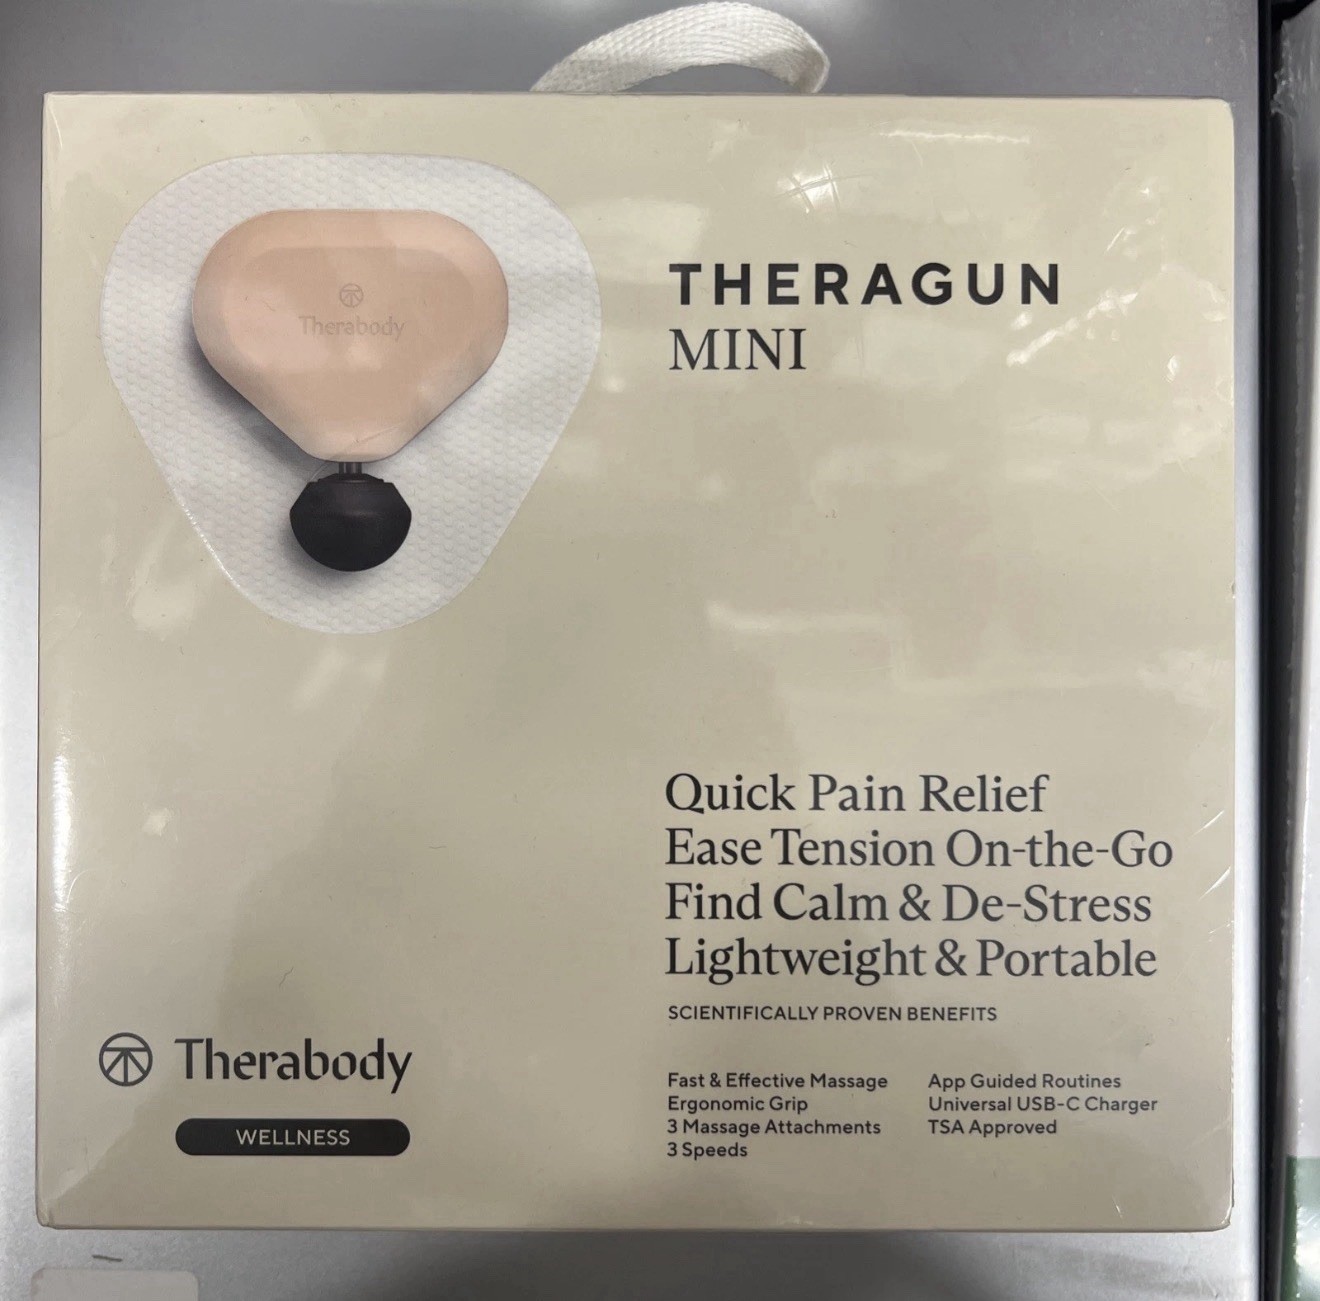 Therabody
THERAGUN
MINI
Quick Pain Relief
Ease Tension On-the-Go
Find Calm & De-Stress
Lightweight & Portable
SCIENTIFICALLY PROVEN BENEFITS
Fast & Effective Massage
Ergonomic Grip
3 Massage Attachments
3 Speeds
App Guided Routines
Universal USB-C Charger
TSA Approved
Therabody
WELLNESS